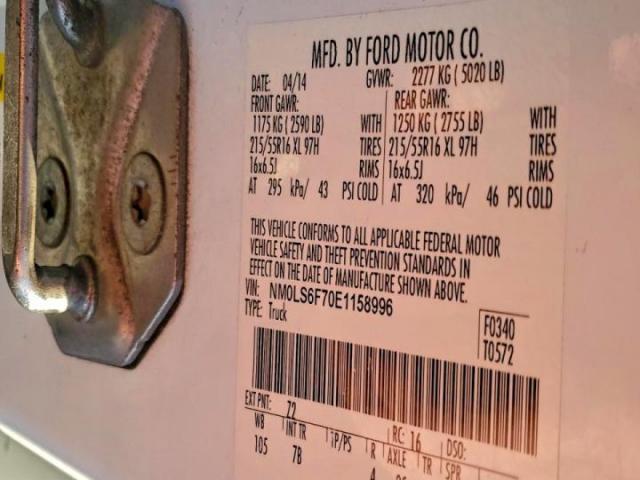 MFD. BY FORD MOTOR CO.
DATE: 04/14 GVWR: 2277 KG ( 5020 LB)
FRONT GAWR: REAR GAWR:
1175 KG ( 2590 LB) WITH 1250 KG ( 2755 LB) WITH
215/55R16 XL 97H TIRES 215/55R16 XL 97H TIRES
16x6.5J RIMS 16x6.5J RIMS
AT 295 kPa/ 43 PSI COLD AT 320 kPa/ 46 PSI COLD
THIS VEHICLE CONFORMS TO ALL APPLICABLE FEDERAL MOTOR
VEHICLE SAFETY AND THEFT PREVENTION STANDARDS IN
EFFECT ON THE DATE OF MANUFACTURE SHOWN ABOVE.
VIN: NM0LS6F70E1158996
TYPE: Truck
F0340
T0572
EXT PNT: 72 RC: 16 DSO:
WB INT TR TP/PS R AXLE TR SPR
105 7B 4